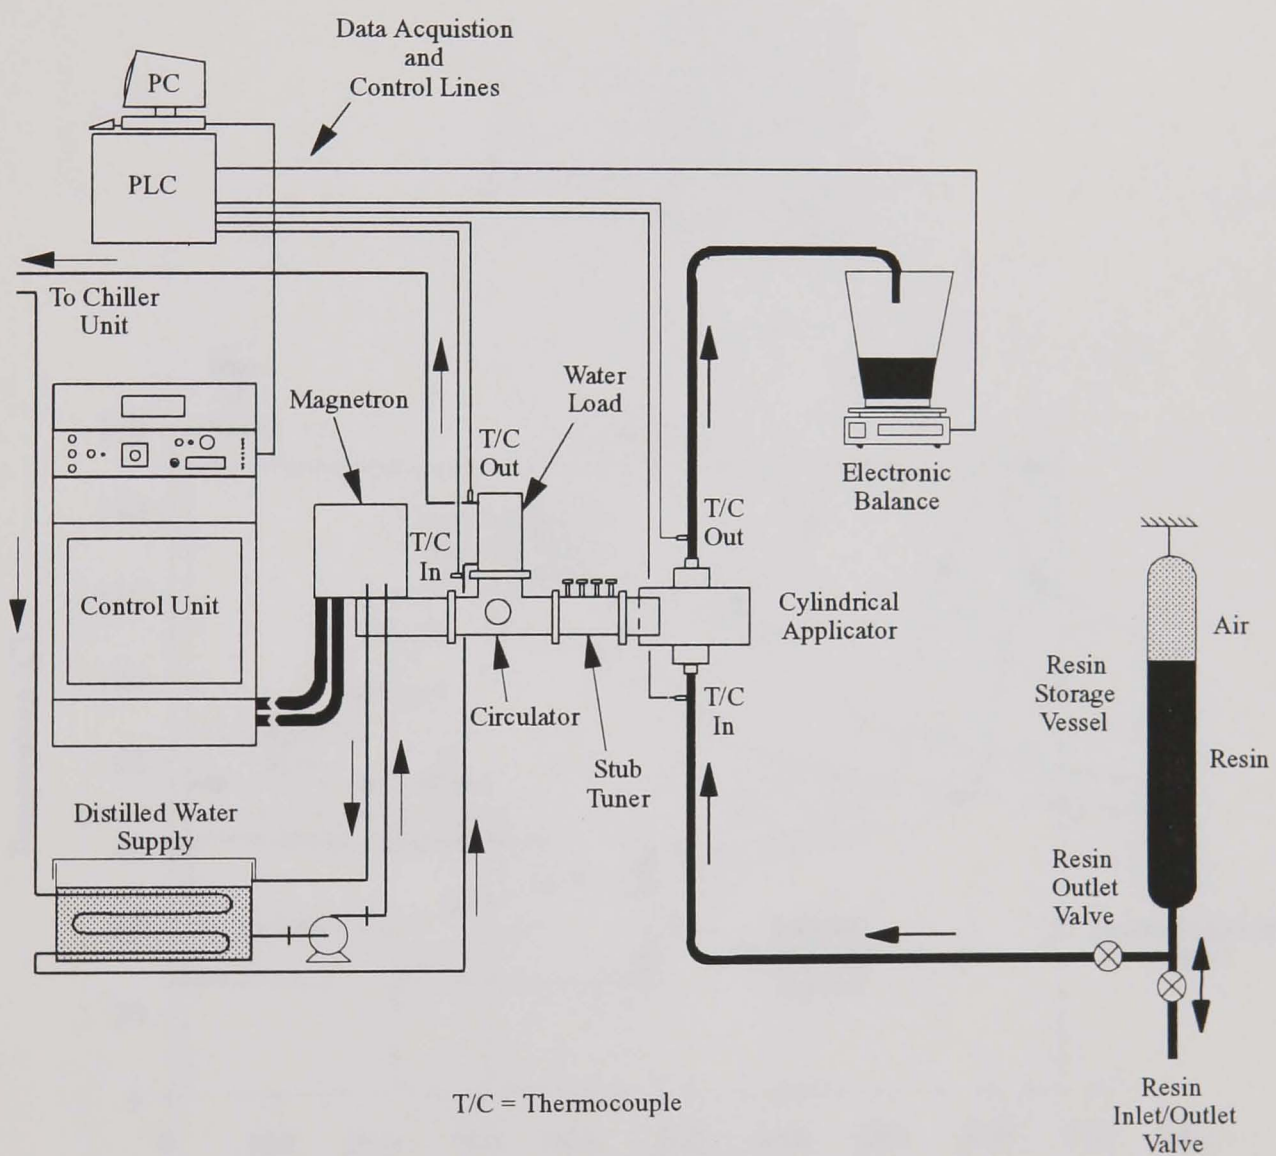 Data Acquistion
and
Control Lines
PC
PLC
To Chiller
Unit
Magnetron
Water
Load
T/C
Out
T/C
In
Control Unit
Electronic
Balance
T/C
Out
Cylindrical
Applicator
T/C
In
Circulator
Stub
Tuner
Air
Resin
Storage
Vessel
Resin
Distilled Water
Supply
Resin
Outlet
Valve
T/C = Thermocouple
Resin
Inlet/Outlet
Valve